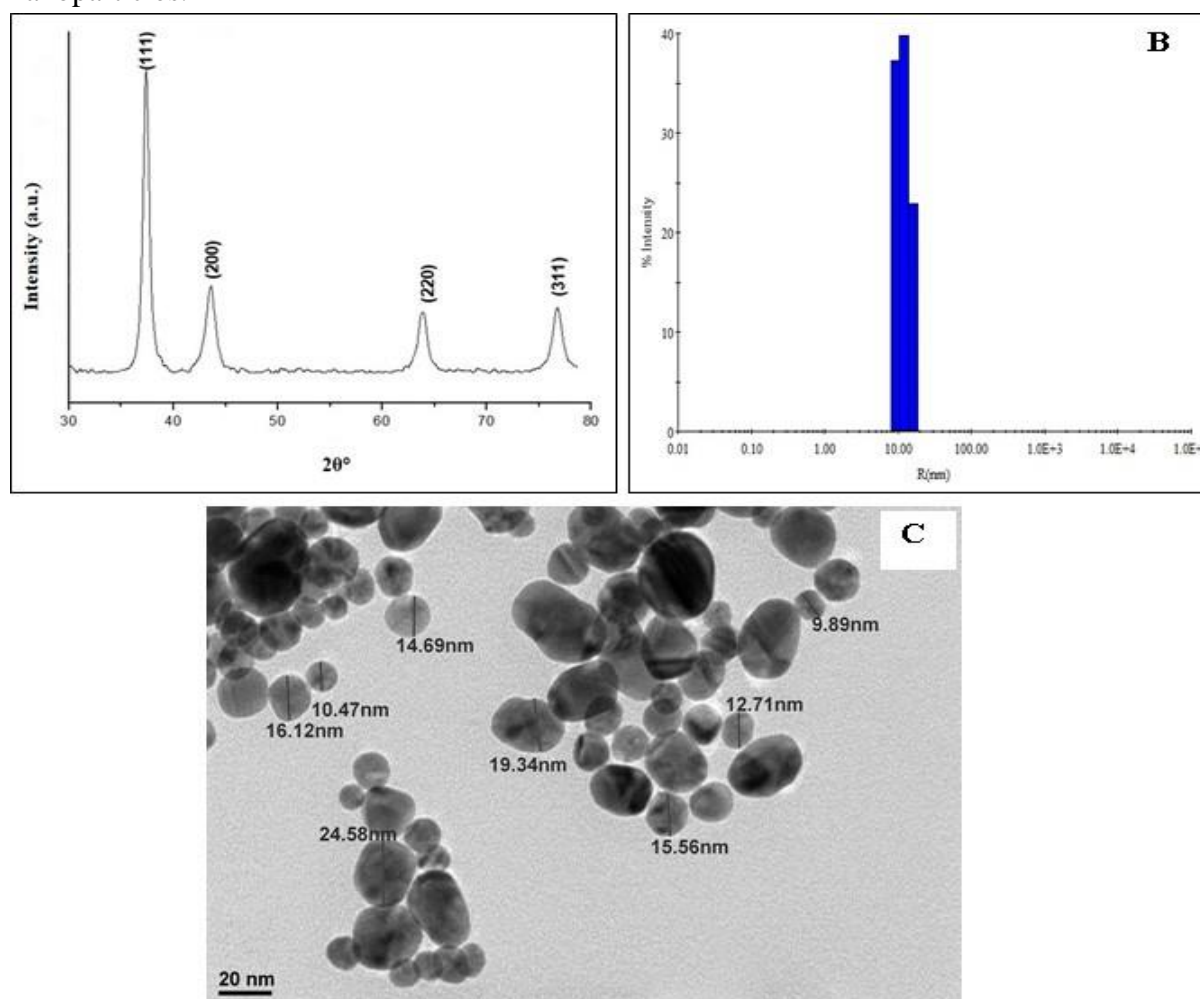 Intensity (a.u.)
(111)
(200)
(220)
(311)
30 40 50 60 70 80
2θ°
B
% Intensity
40
30
20
10
0
0.01 0.10 1.00 10.00 100.00 1.0E+3 1.0E+4
R(nm)
C
14.69nm
9.89nm
10.47nm
16.12nm
12.71nm
19.34nm
24.58nm
15.56nm
20 nm